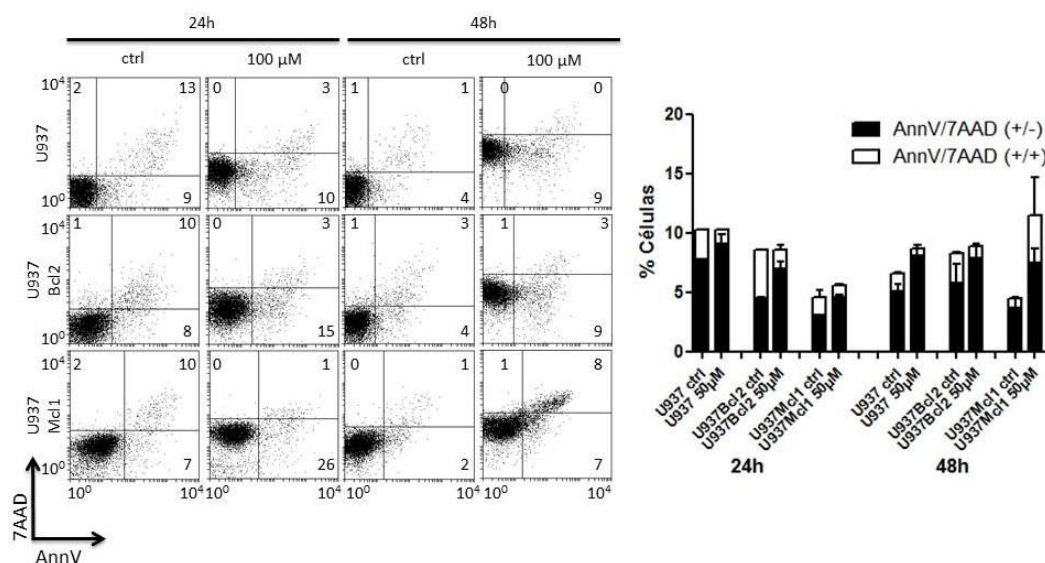 24h 48h
ctrl 100 µM ctrl 100 µM
10⁴ 2 13 0 3 1 1 0 0
U937
10⁰ 9 10 4 9
1 10 0 3 1 3 1 3
U937
Bcl2
10⁰ 8 15 4 9
10⁴ 2 10 0 1 0 1 1 8
U937
Mcl1
10⁰ 7 26 2 7
10⁰ 10⁴ 10⁰ 10⁴ 10⁰ 10⁴ 10⁰ 10⁴
7AAD
AnnV
20
15
10
5
0
% Células
AnnV/7AAD (+/-)
AnnV/7AAD (+/+)
U937 ctrl
U937 50µM
U937Bcl2 ctrl
U937Bcl2 50µM
U937Mcl1 ctrl
U937Mcl1 50µM
U937 ctrl
U937 50µM
U937Bcl2 ctrl
U937Bcl2 50µM
U937Mcl1 ctrl
U937Mcl1 50µM
24h 48h